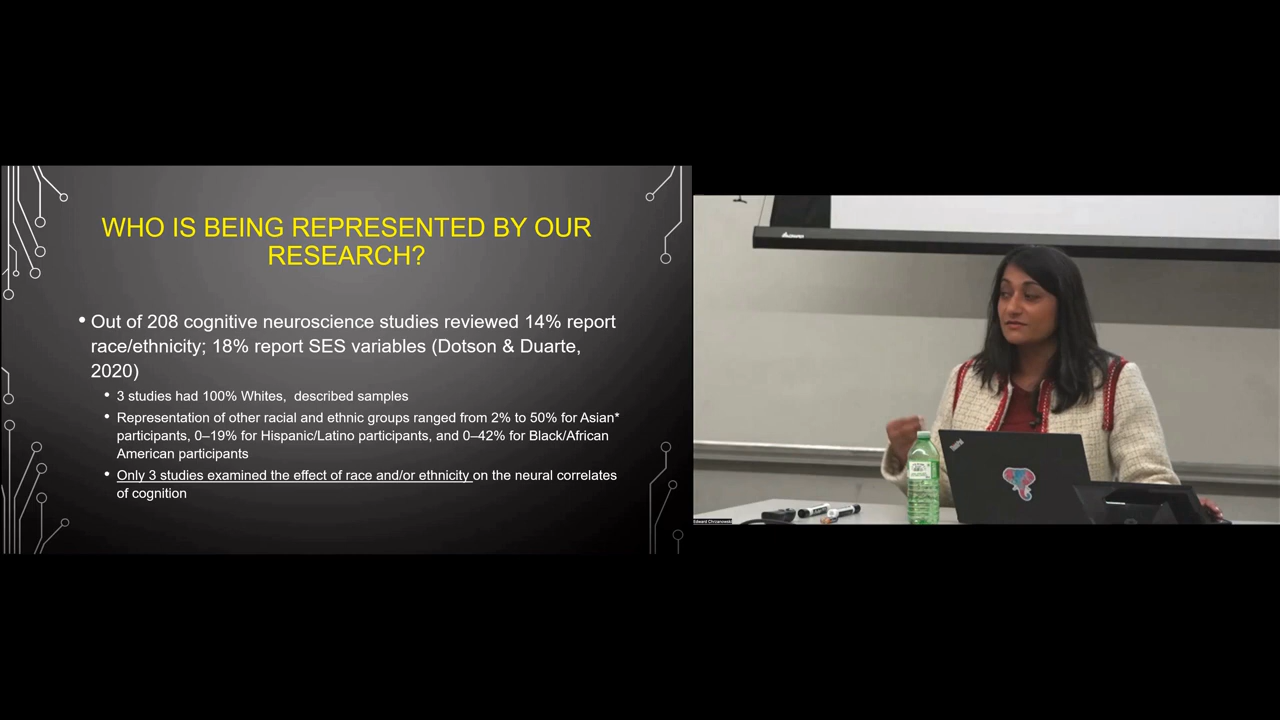 WHO IS BEING REPRESENTED BY OUR
RESEARCH?
• Out of 208 cognitive neuroscience studies reviewed 14% report
race/ethnicity; 18% report SES variables (Dotson & Duarte,
2020)
• 3 studies had 100% Whites, described samples
• Representation of other racial and ethnic groups ranged from 2% to 50% for Asian*
participants, 0–19% for Hispanic/Latino participants, and 0–42% for Black/African
American participants
• Only 3 studies examined the effect of race and/or ethnicity on the neural correlates
of cognition
ThinkPad
Edward Chrzanowski